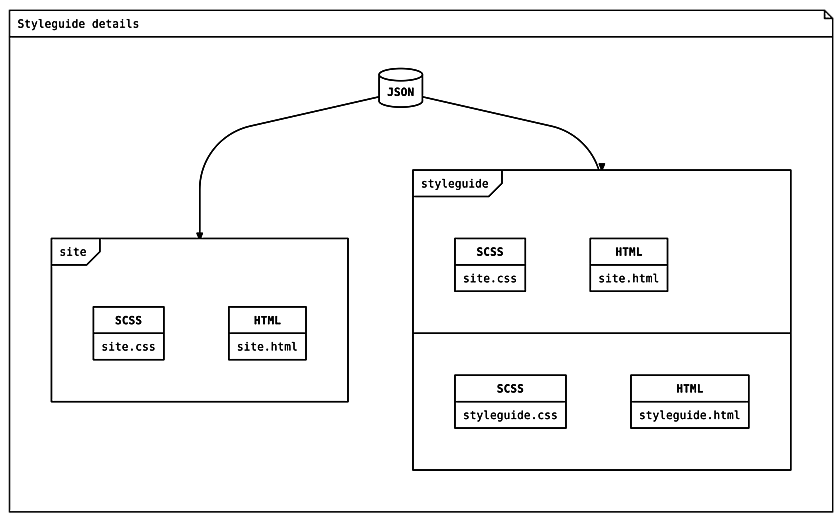 Styleguide details
JSON
styleguide
SCSS
HTML
site.css
site.html
site
SCSS
HTML
site.css
site.html
SCSS
HTML
styleguide.css
styleguide.html